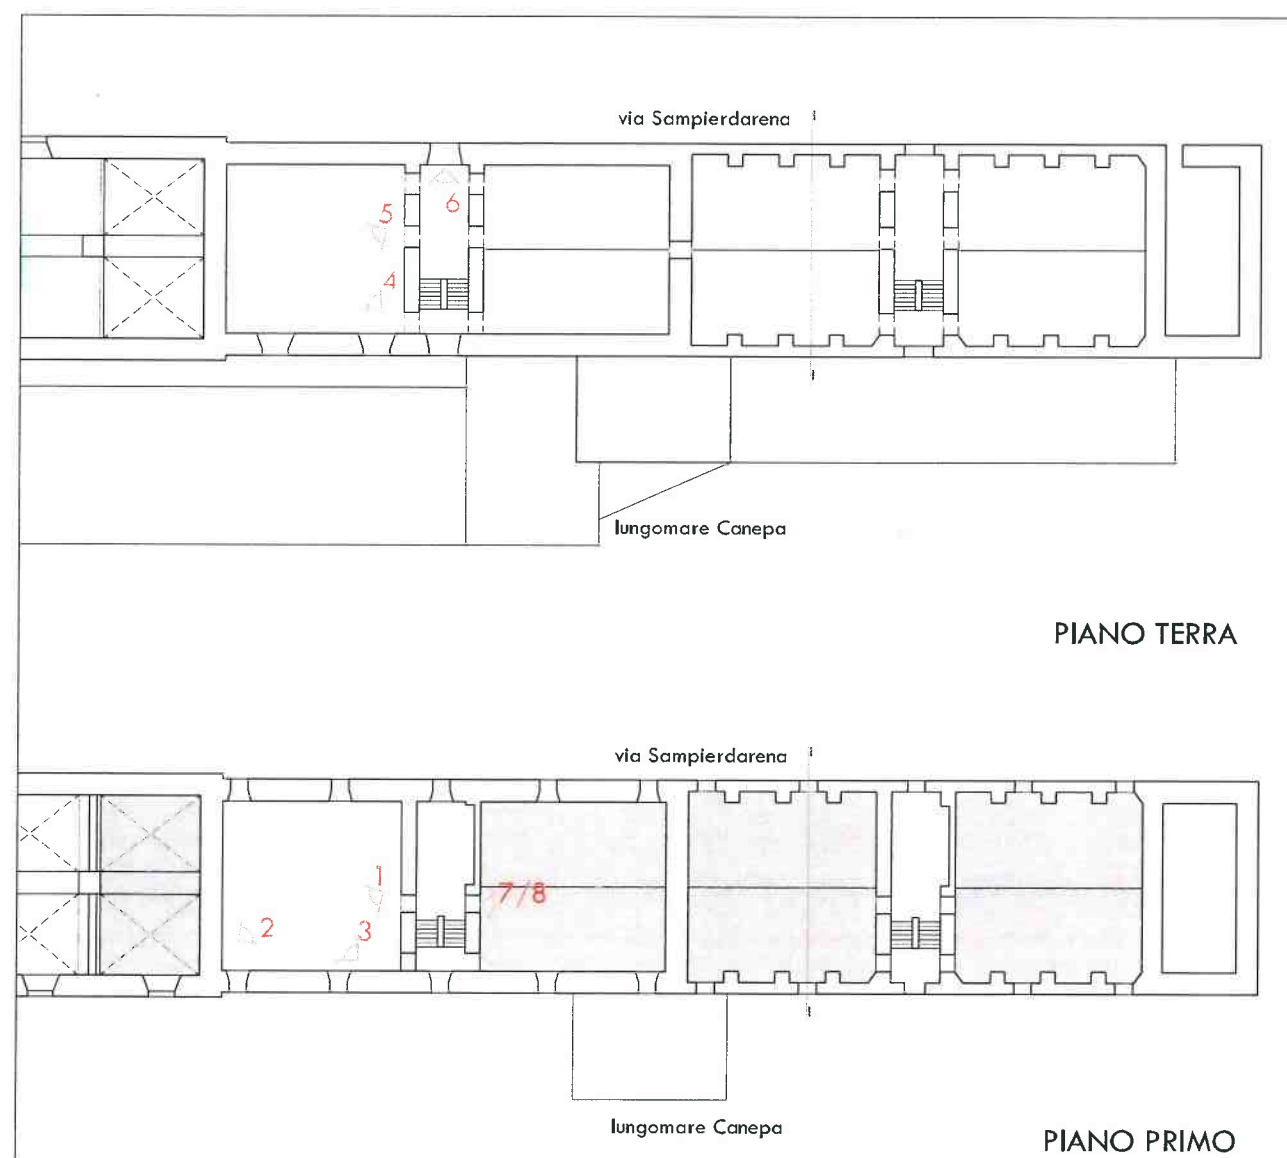 via Sampierdarena
5
6
4
lungomare Canepa
PIANO TERRA
via Sampierdarena
1
7/8
2
3
lungomare Canepa
PIANO PRIMO